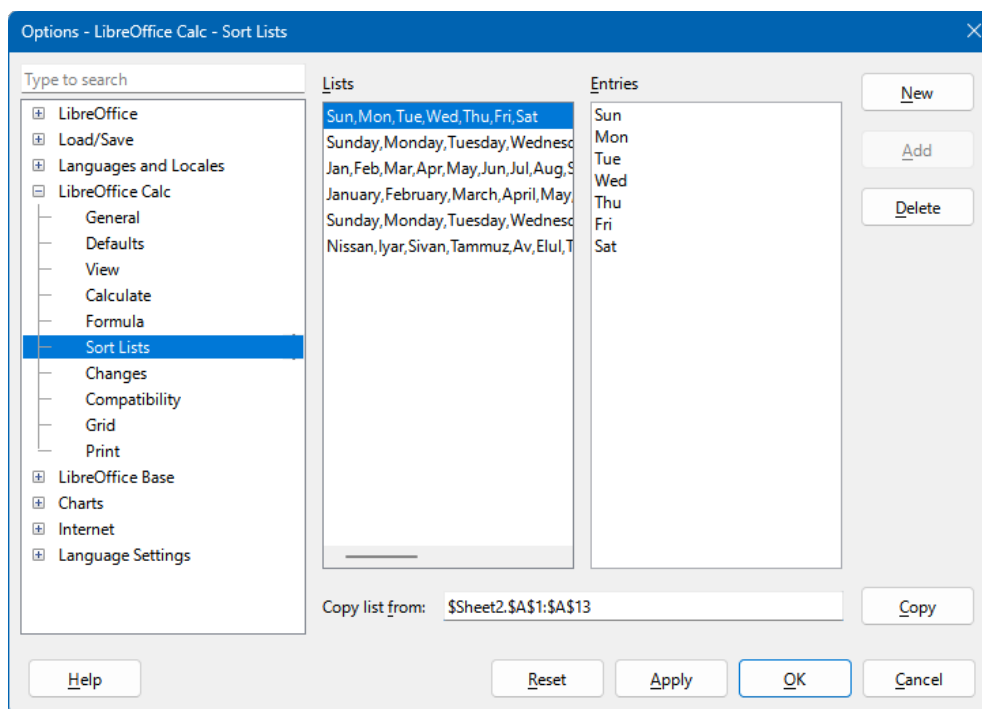 Options - LibreOffice Calc - Sort Lists
Type to search
LibreOffice
Load/Save
Languages and Locales
LibreOffice Calc
General
Defaults
View
Calculate
Formula
Sort Lists
Changes
Compatibility
Grid
Print
LibreOffice Base
Charts
Internet
Language Settings
Lists
Sun,Mon,Tue,Wed,Thu,Fri,Sat
Sunday,Monday,Tuesday,Wednesd
Jan,Feb,Mar,Apr,May,Jun,Jul,Aug,S
January,February,March,April,May,
Sunday,Monday,Tuesday,Wednesd
Nissan,Iyar,Sivan,Tammuz,Av,Elul,T
Entries
Sun
Mon
Tue
Wed
Thu
Fri
Sat
New
Add
Delete
Copy list from: $Sheet2.$A$1:$A$13
Copy
Help
Reset
Apply
OK
Cancel